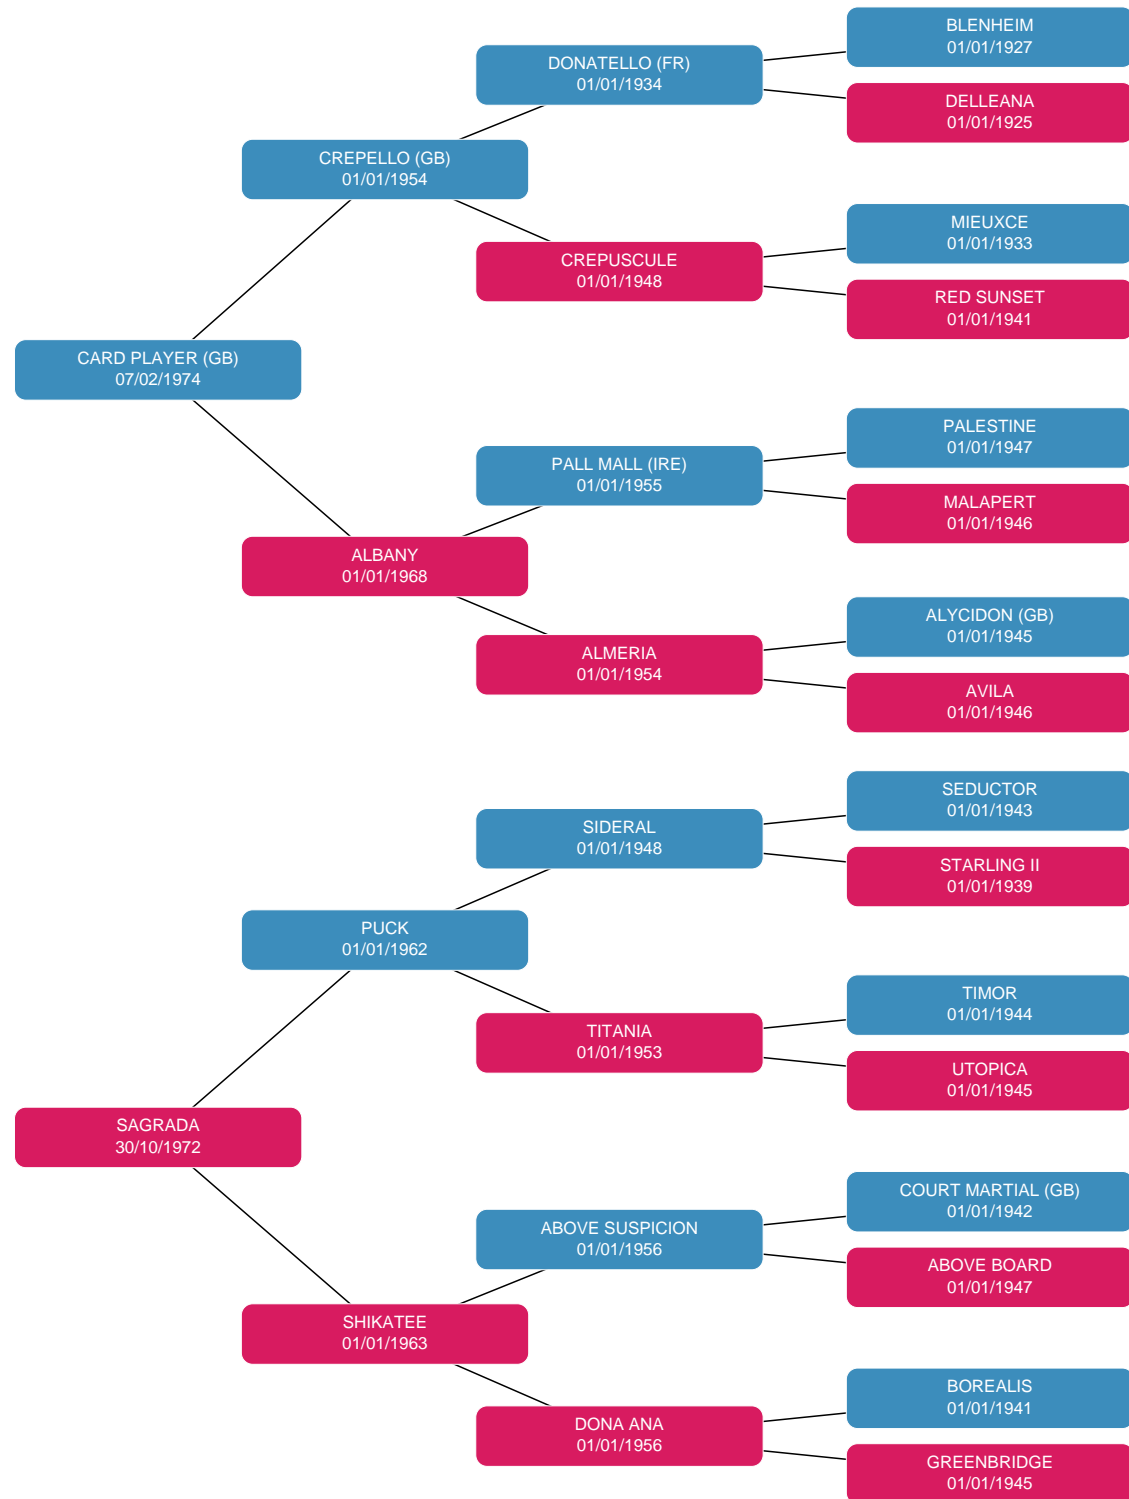 BLENHEIM
01/01/1927
DONATELLO (FR)
01/01/1934
DELLEANA
01/01/1925
CREPELLO (GB)
01/01/1954
MIEUXCE
01/01/1933
CREPUSCULE
01/01/1948
RED SUNSET
01/01/1941
CARD PLAYER (GB)
07/02/1974
PALESTINE
01/01/1947
PALL MALL (IRE)
01/01/1955
MALAPERT
01/01/1946
ALBANY
01/01/1968
ALYCIDON (GB)
01/01/1945
ALMERIA
01/01/1954
AVILA
01/01/1946
SEDUCTOR
01/01/1943
SIDERAL
01/01/1948
STARLING II
01/01/1939
PUCK
01/01/1962
TIMOR
01/01/1944
TITANIA
01/01/1953
UTOPICA
01/01/1945
SAGRADA
30/10/1972
COURT MARTIAL (GB)
01/01/1942
ABOVE SUSPICION
01/01/1956
ABOVE BOARD
01/01/1947
SHIKATEE
01/01/1963
BOREALIS
01/01/1941
DONA ANA
01/01/1956
GREENBRIDGE
01/01/1945